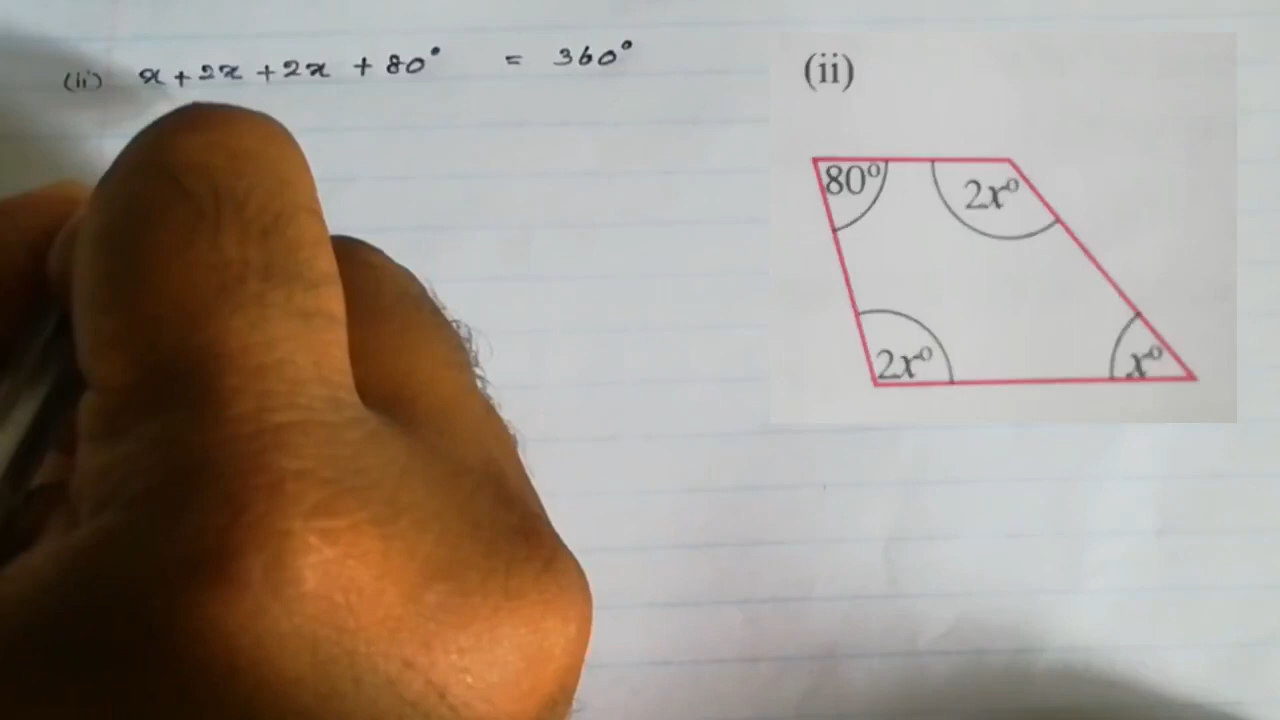 (ii) x + 2x + 2x + 80° = 360°
(ii)
80° 2x°
2x° x°